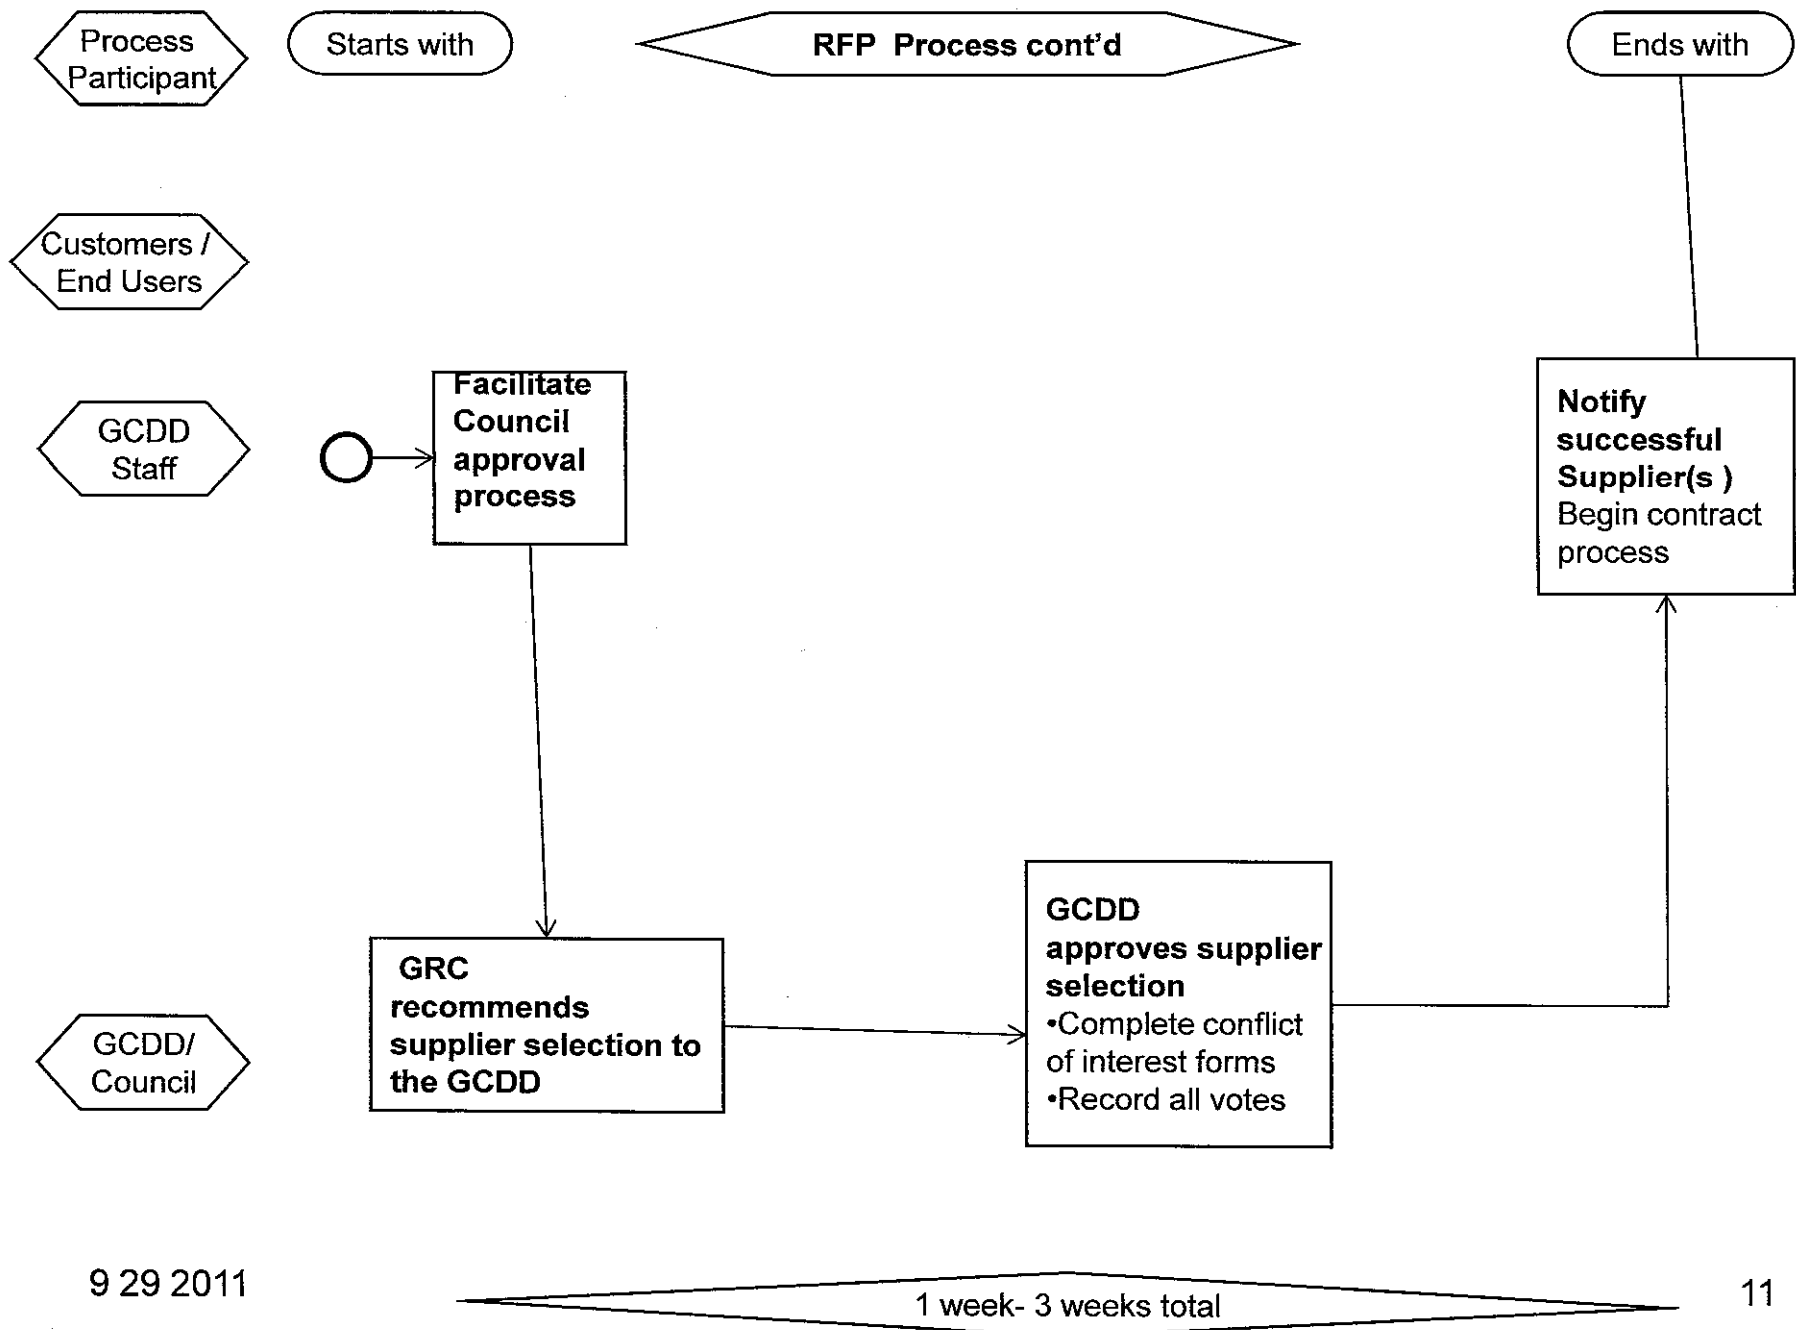 Process
Participant
Starts with
RFP Process cont'd
Ends with
Customers /
End Users
GCDD
Staff
Facilitate
Council
approval
process
Notify
successful
Supplier(s )
Begin contract
process
GCDD/
Council
GRC
recommends
supplier selection to
the GCDD
GCDD
approves supplier
selection
•Complete conflict
of interest forms
•Record all votes
9 29 2011
1 week- 3 weeks total
11